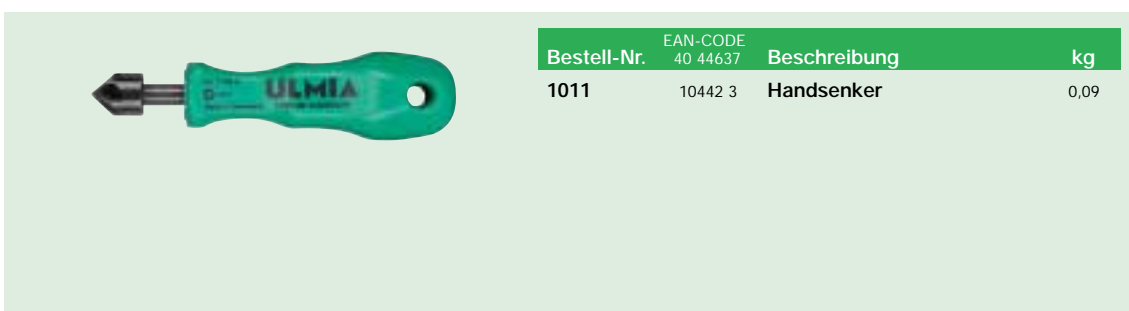 ULMIA
EAN-CODE
Bestell-Nr. 40 44637 Beschreibung kg
1011 10442 3 Handsenker 0,09